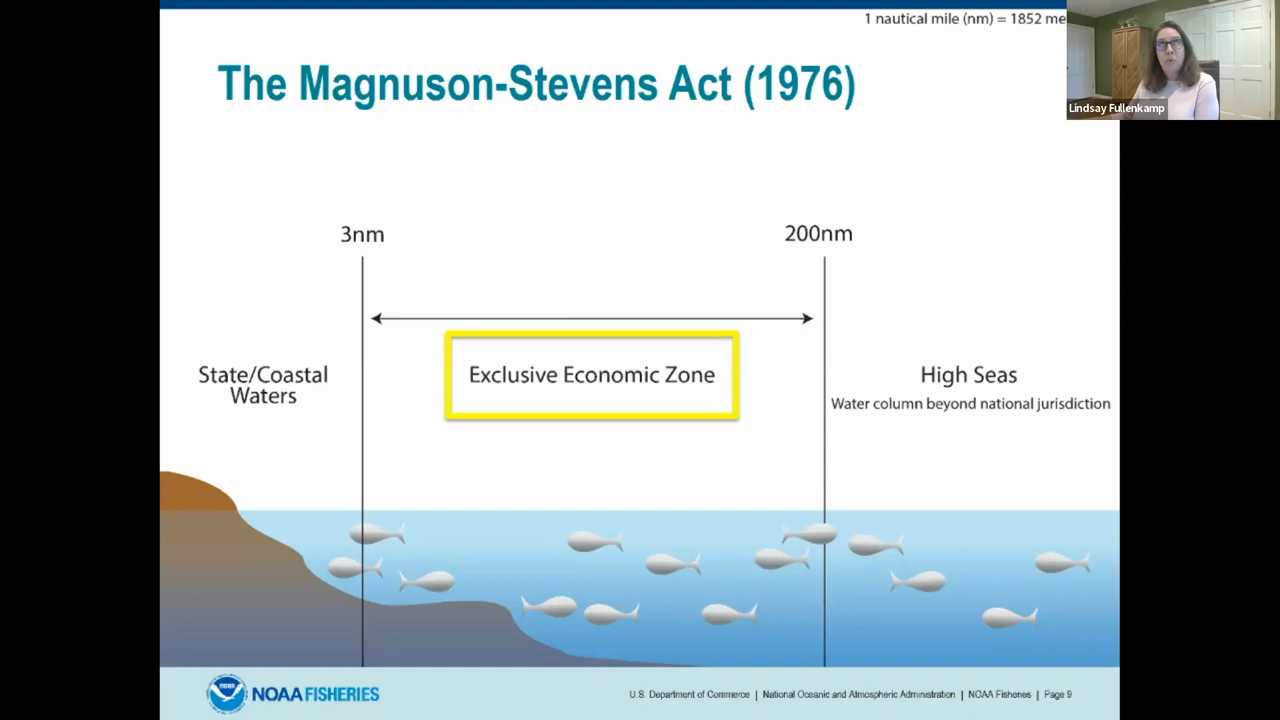 1 nautical mile (nm) = 1852 me
Lindsay Fullenkamp
The Magnuson-Stevens Act (1976)
3nm
200nm
State/Coastal
Waters
Exclusive Economic Zone
High Seas
Water column beyond national jurisdiction
NOAA FISHERIES
U.S. Department of Commerce | National Oceanic and Atmospheric Administration | NOAA Fisheries | Page 9